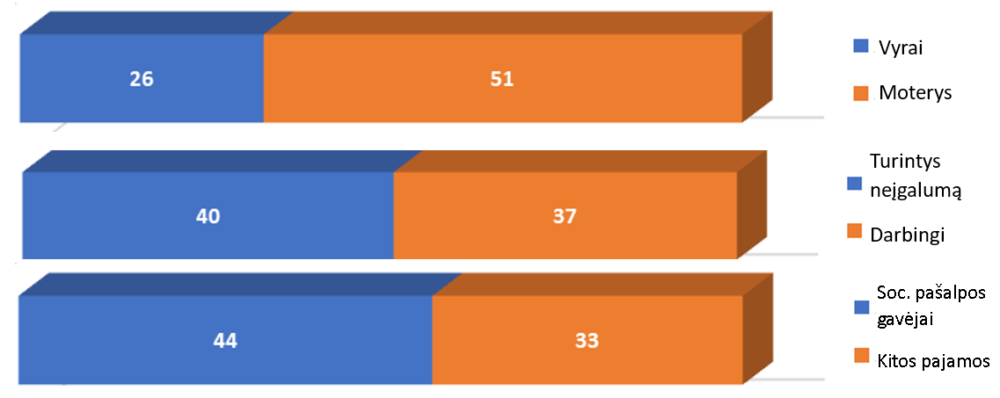 26
51
Vyrai
Moterys
40
37
Turintys
neįgalumą
Darbingi
44
33
Soc. pašalpos
gavėjai
Kitos pajamos